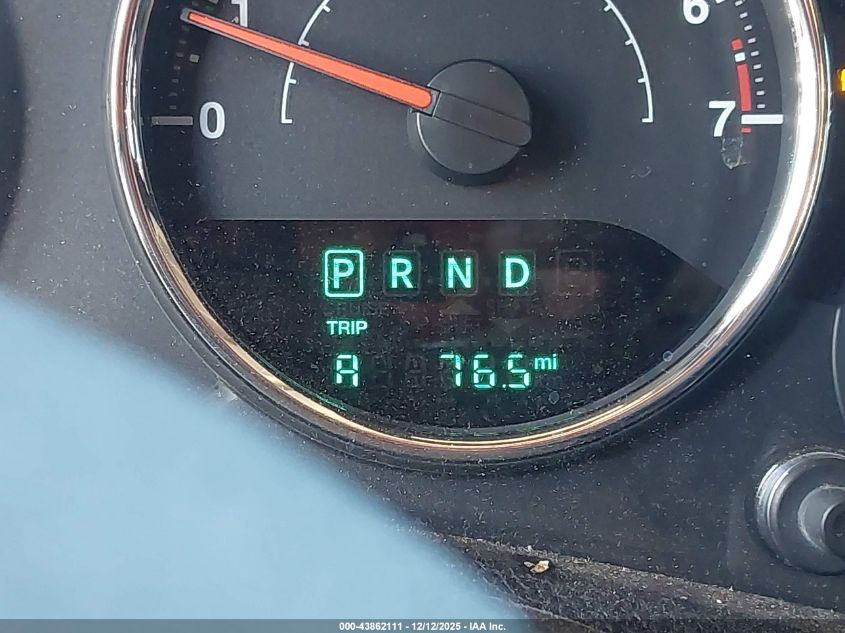 1
6
0
7
P R N D
TRIP
A 76.5 mi
000-43862111 - 12/12/2025 - IAA Inc.